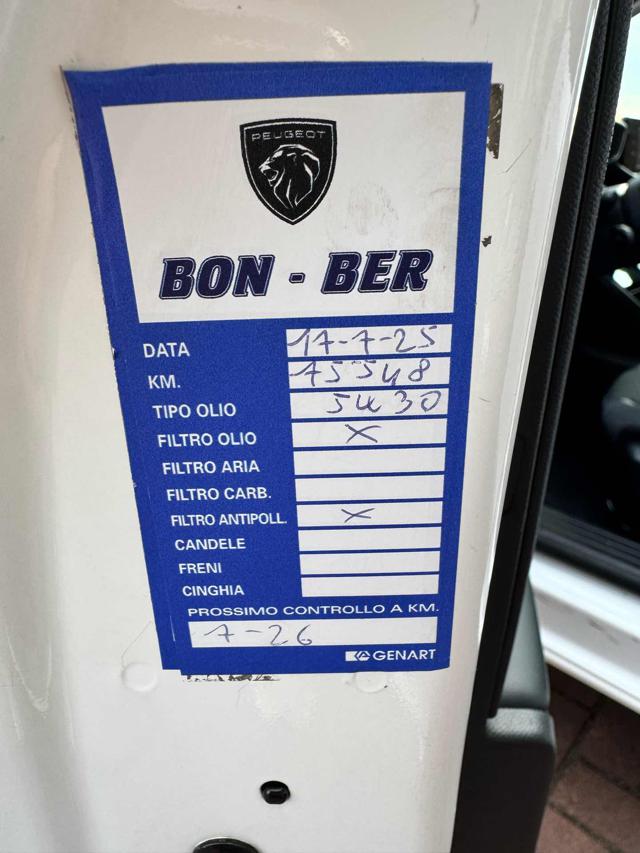 PEUGEOT
BON - BER
DATA 17-7-25
KM. 75548
TIPO OLIO 5W30
FILTRO OLIO X
FILTRO ARIA
FILTRO CARB.
FILTRO ANTIPOLL. X
CANDELE
FRENI
CINGHIA
PROSSIMO CONTROLLO A KM.
7-26
GENART